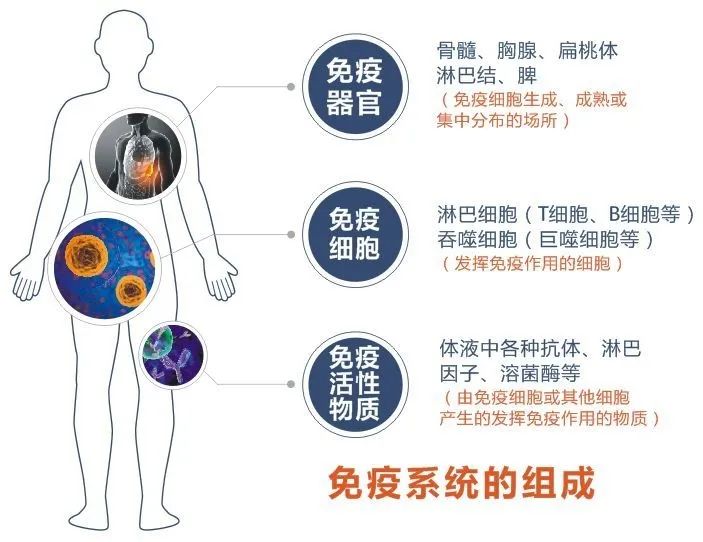 免疫
器官
骨髓、胸腺、扁桃体
淋巴结、脾
（免疫细胞生成、成熟或
集中分布的场所）
免疫
细胞
淋巴细胞（T细胞、B细胞等）
吞噬细胞（巨噬细胞等）
（发挥免疫作用的细胞）
免疫
活性
物质
体液中各种抗体、淋巴
因子、溶菌酶等
（由免疫细胞或其他细胞
产生的发挥免疫作用的物质）
免疫系统的组成